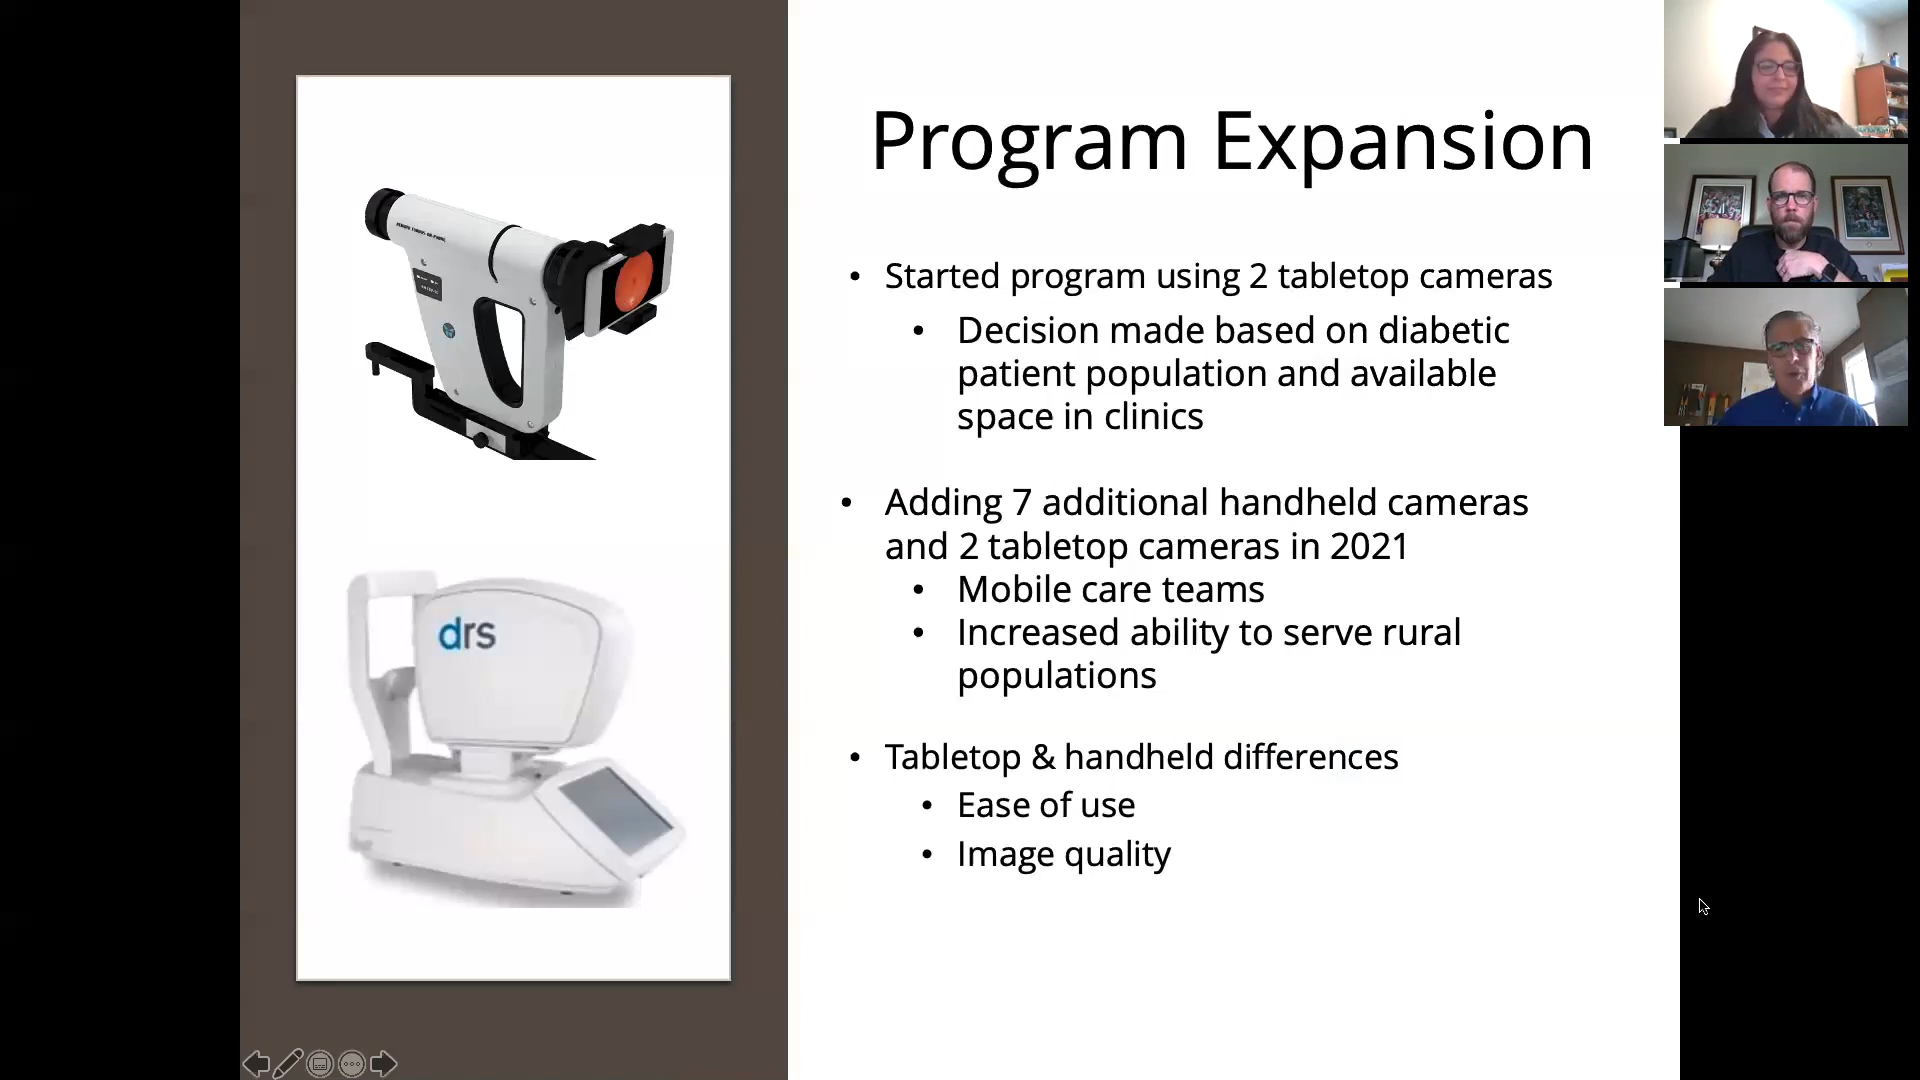 Program Expansion
• Started program using 2 tabletop cameras
• Decision made based on diabetic
patient population and available
space in clinics
• Adding 7 additional handheld cameras
and 2 tabletop cameras in 2021
• Mobile care teams
• Increased ability to serve rural
populations
• Tabletop & handheld differences
• Ease of use
• Image quality
drs